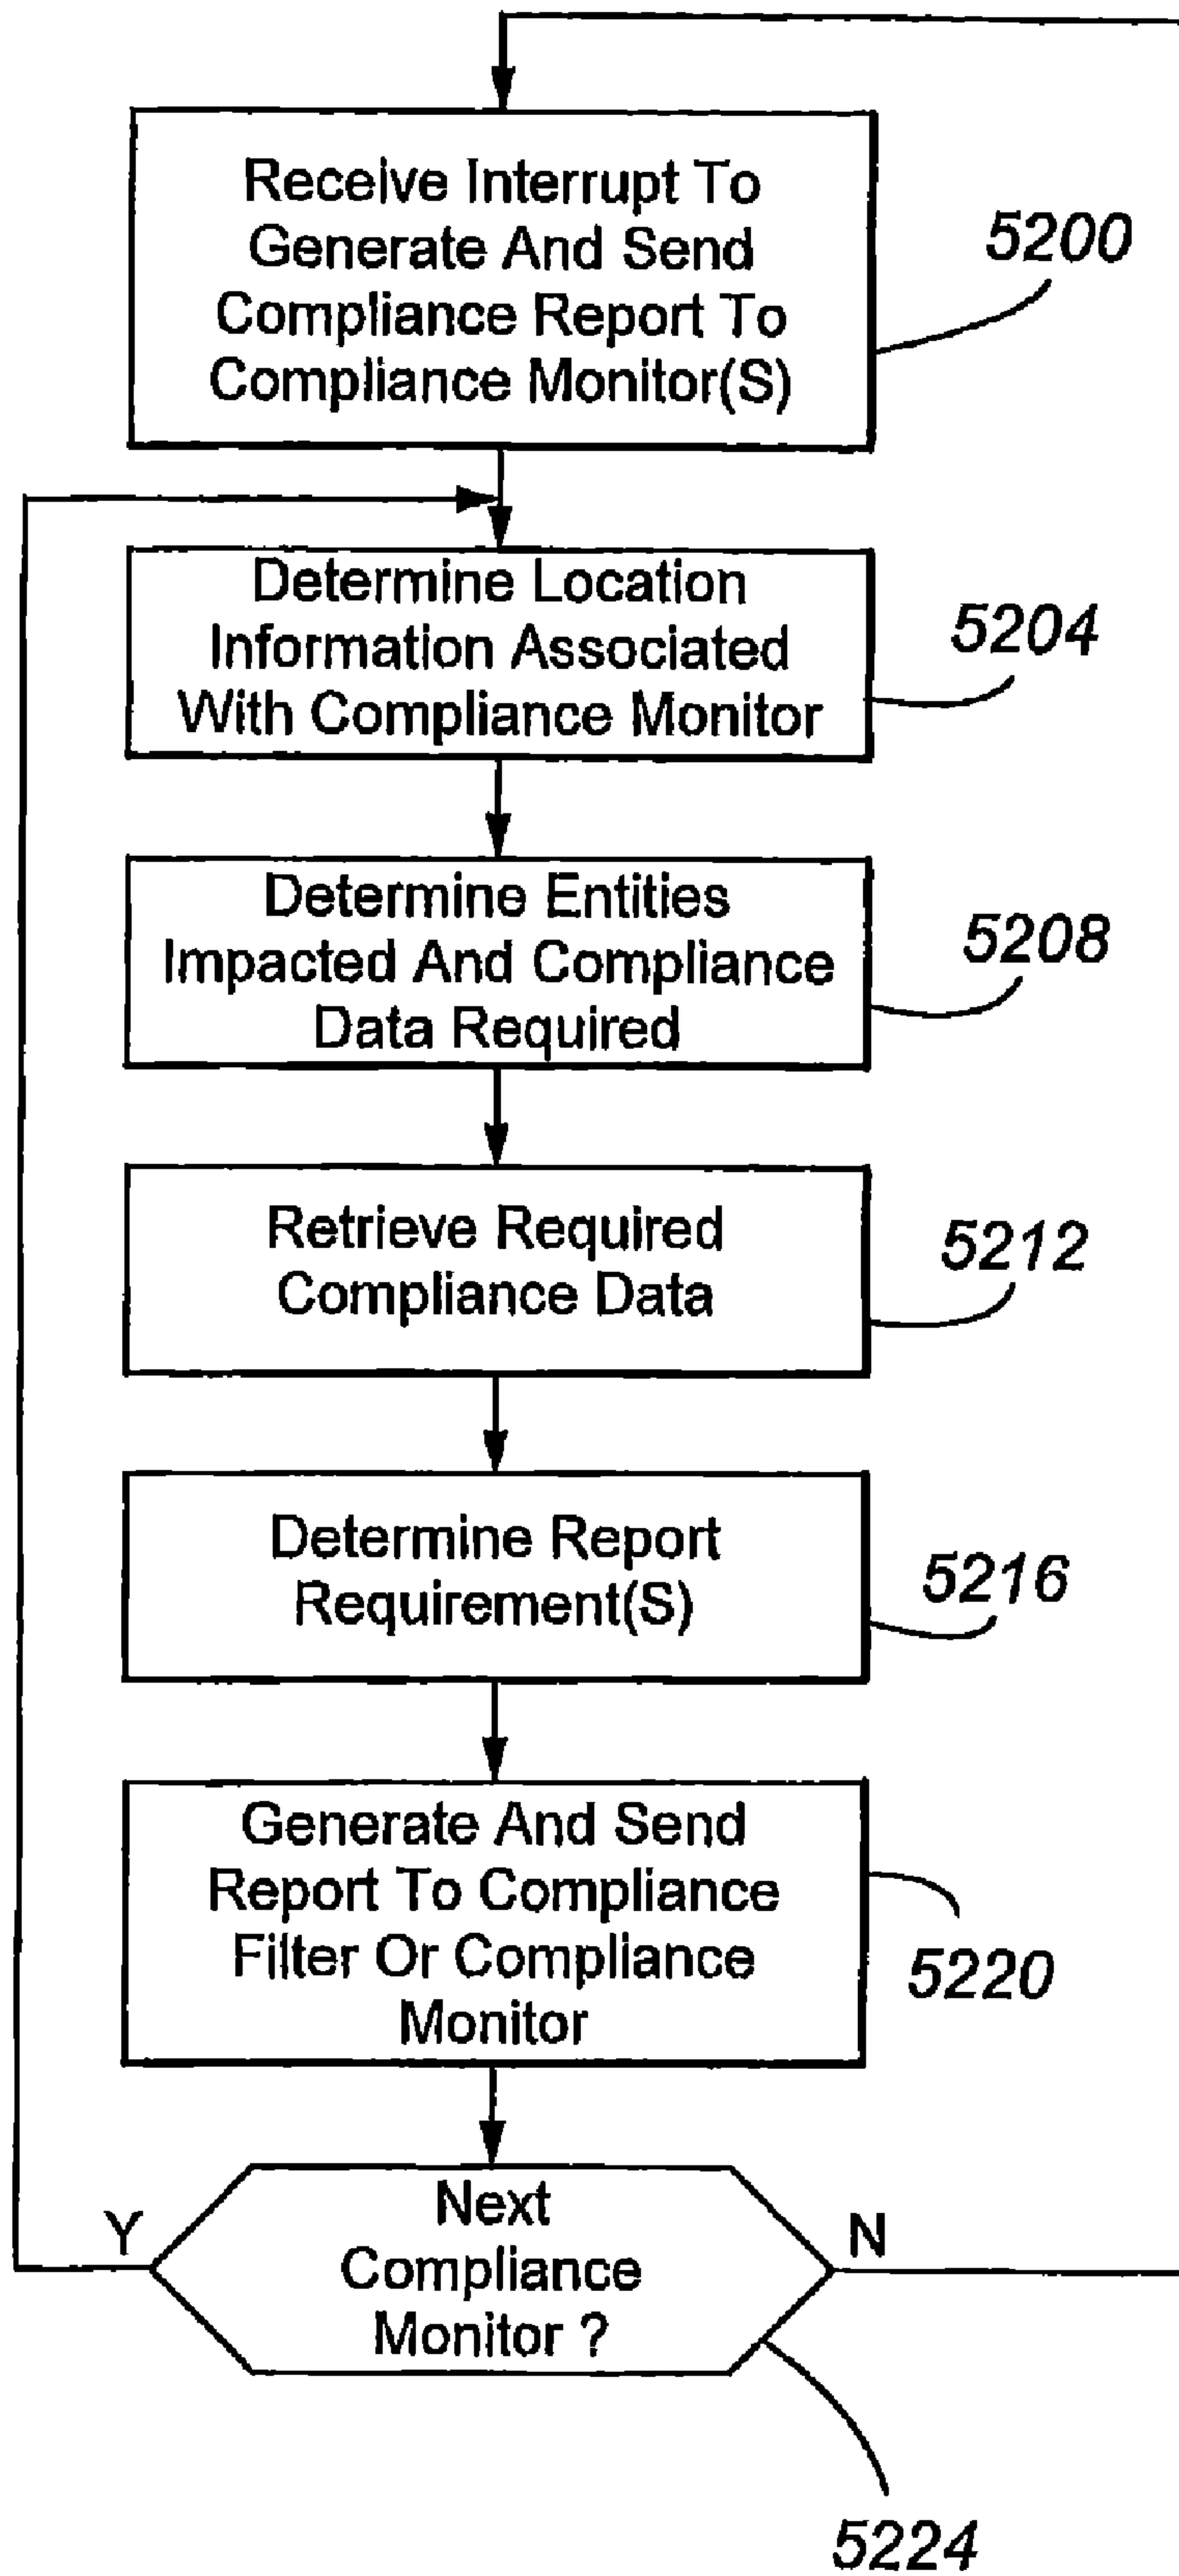 Receive Interrupt To
Generate And Send
Compliance Report To
Compliance Monitor(S)
5200
Determine Location
Information Associated
With Compliance Monitor
5204
Determine Entities
Impacted And Compliance
Data Required
5208
Retrieve Required
Compliance Data
5212
Determine Report
Requirement(S)
5216
Generate And Send
Report To Compliance
Filter Or Compliance
Monitor
5220
Y
Next
Compliance
Monitor ?
N
5224